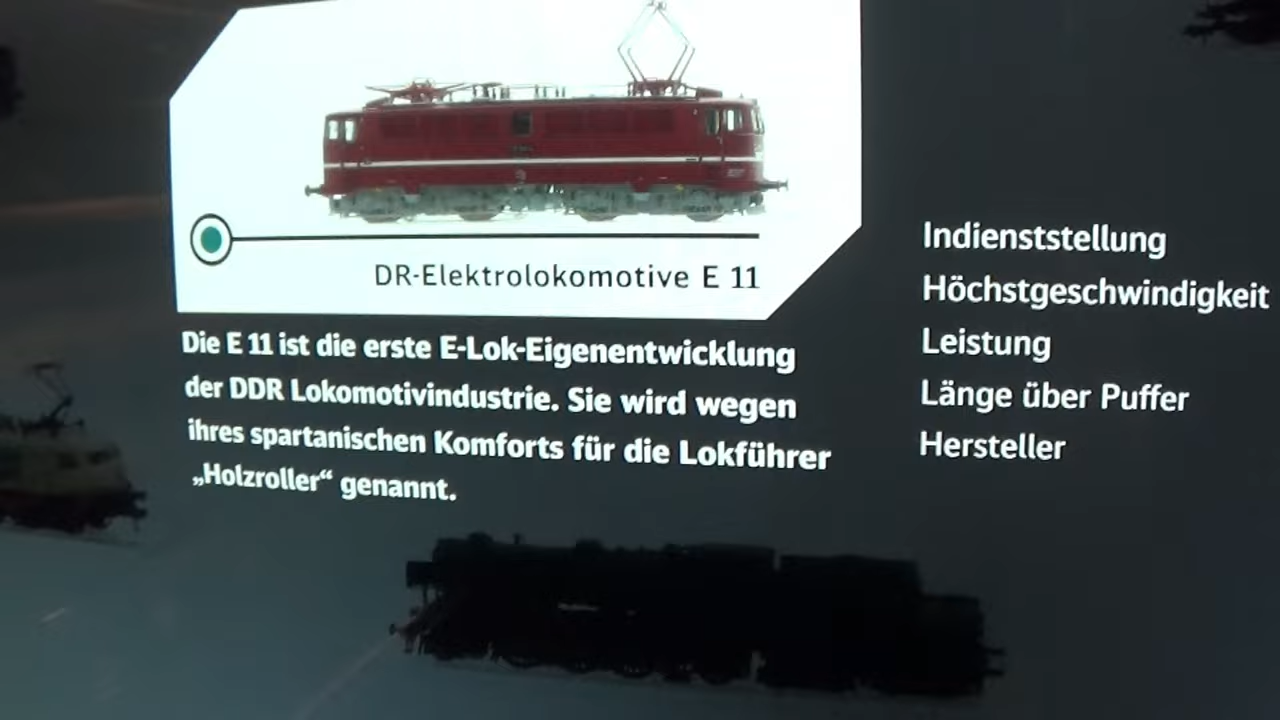 DR-Elektrolokomotive E 11
Die E 11 ist die erste E-Lok-Eigenentwicklung
der DDR Lokomotivindustrie. Sie wird wegen
ihres spartanischen Komforts für die Lokführer
„Holzroller“ genannt.
Indienststellung
Höchstgeschwindigkeit
Leistung
Länge über Puffer
Hersteller